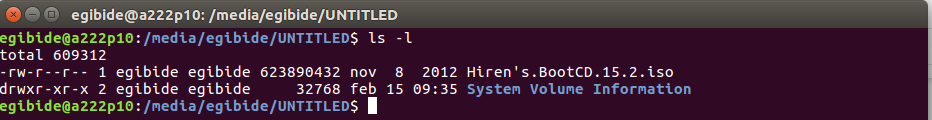 egibide@a222p10: /media/egibide/UNTITLED
egibide@a222p10:/media/egibide/UNTITLED$ ls -l
total 609312
-rw-r--r-- 1 egibide egibide 623890432 nov  8  2012 Hiren's.BootCD.15.2.iso
drwxr-xr-x 2 egibide egibide     32768 feb 15 09:35 System Volume Information
egibide@a222p10:/media/egibide/UNTITLED$